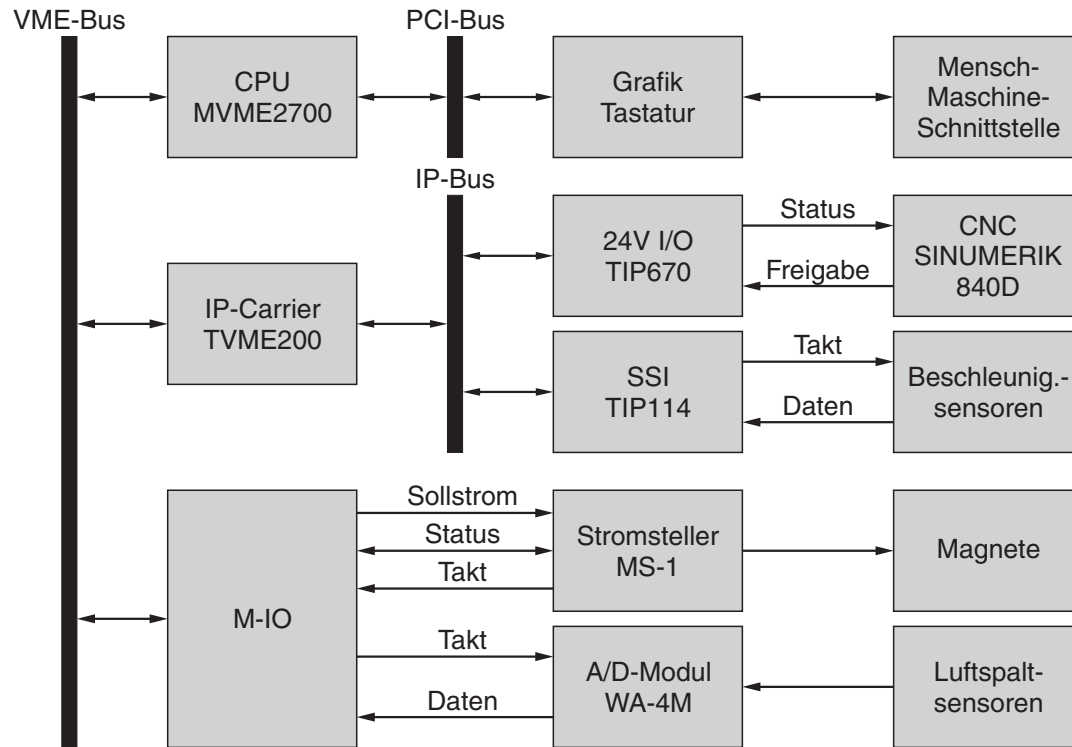 VME-Bus
PCI-Bus
CPU
MVME2700
Grafik
Tastatur
Mensch-
Maschine-
Schnittstelle
IP-Bus
IP-Carrier
TVME200
24V I/O
TIP670
Status
Freigabe
CNC
SINUMERIK
840D
SSI
TIP114
Takt
Daten
Beschleunig.-
sensoren
M-IO
Sollstrom
Status
Takt
Stromsteller
MS-1
Magnete
Takt
Daten
A/D-Modul
WA-4M
Luftspalt-
sensoren